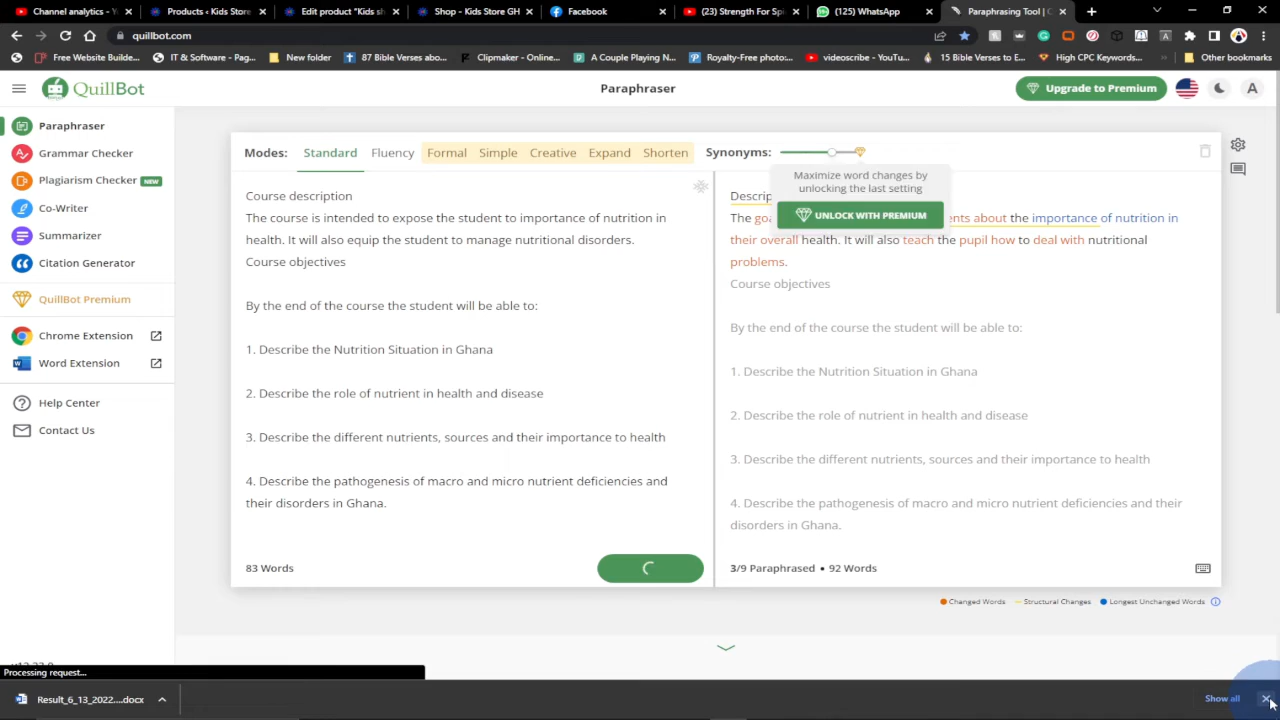 Channel analytics - Y
Products ‹ Kids Store
Edit product "Kids sh
Shop - Kids Store GH
Facebook
(23) Strength For Sp
(125) WhatsApp
Paraphrasing Tool | C
quillbot.com
Free Website Builde...
IT & Software - Pag...
New folder
87 Bible Verses abo...
Clipmaker - Online...
A Couple Playing N...
Royalty-Free photo:...
videoscribe - YouTu...
15 Bible Verses to E...
High CPC Keywords...
Other bookmarks
QuillBot
Paraphraser
Upgrade to Premium
A
Paraphraser
Grammar Checker
Plagiarism Checker NEW
Co-Writer
Summarizer
Citation Generator
QuillBot Premium
Chrome Extension
Word Extension
Help Center
Contact Us
Modes: Standard Fluency Formal Simple Creative Expand Shorten Synonyms:
Maximize word changes by
unlocking the last setting
UNLOCK WITH PREMIUM
Course description
The course is intended to expose the student to importance of nutrition in
health. It will also equip the student to manage nutritional disorders.
Course objectives
By the end of the course the student will be able to:
1. Describe the Nutrition Situation in Ghana
2. Describe the role of nutrient in health and disease
3. Describe the different nutrients, sources and their importance to health
4. Describe the pathogenesis of macro and micro nutrient deficiencies and
their disorders in Ghana.
83 Words
Descrip
The goa ents about the importance of nutrition in
their overall health. It will also teach the pupil how to deal with nutritional
problems.
Course objectives
By the end of the course the student will be able to:
1. Describe the Nutrition Situation in Ghana
2. Describe the role of nutrient in health and disease
3. Describe the different nutrients, sources and their importance to health
4. Describe the pathogenesis of macro and micro nutrient deficiencies and their
disorders in Ghana.
3/9 Paraphrased • 92 Words
Changed Words Structural Changes Longest Unchanged Words
Processing request...
Result_6_13_2022....docx
Show all